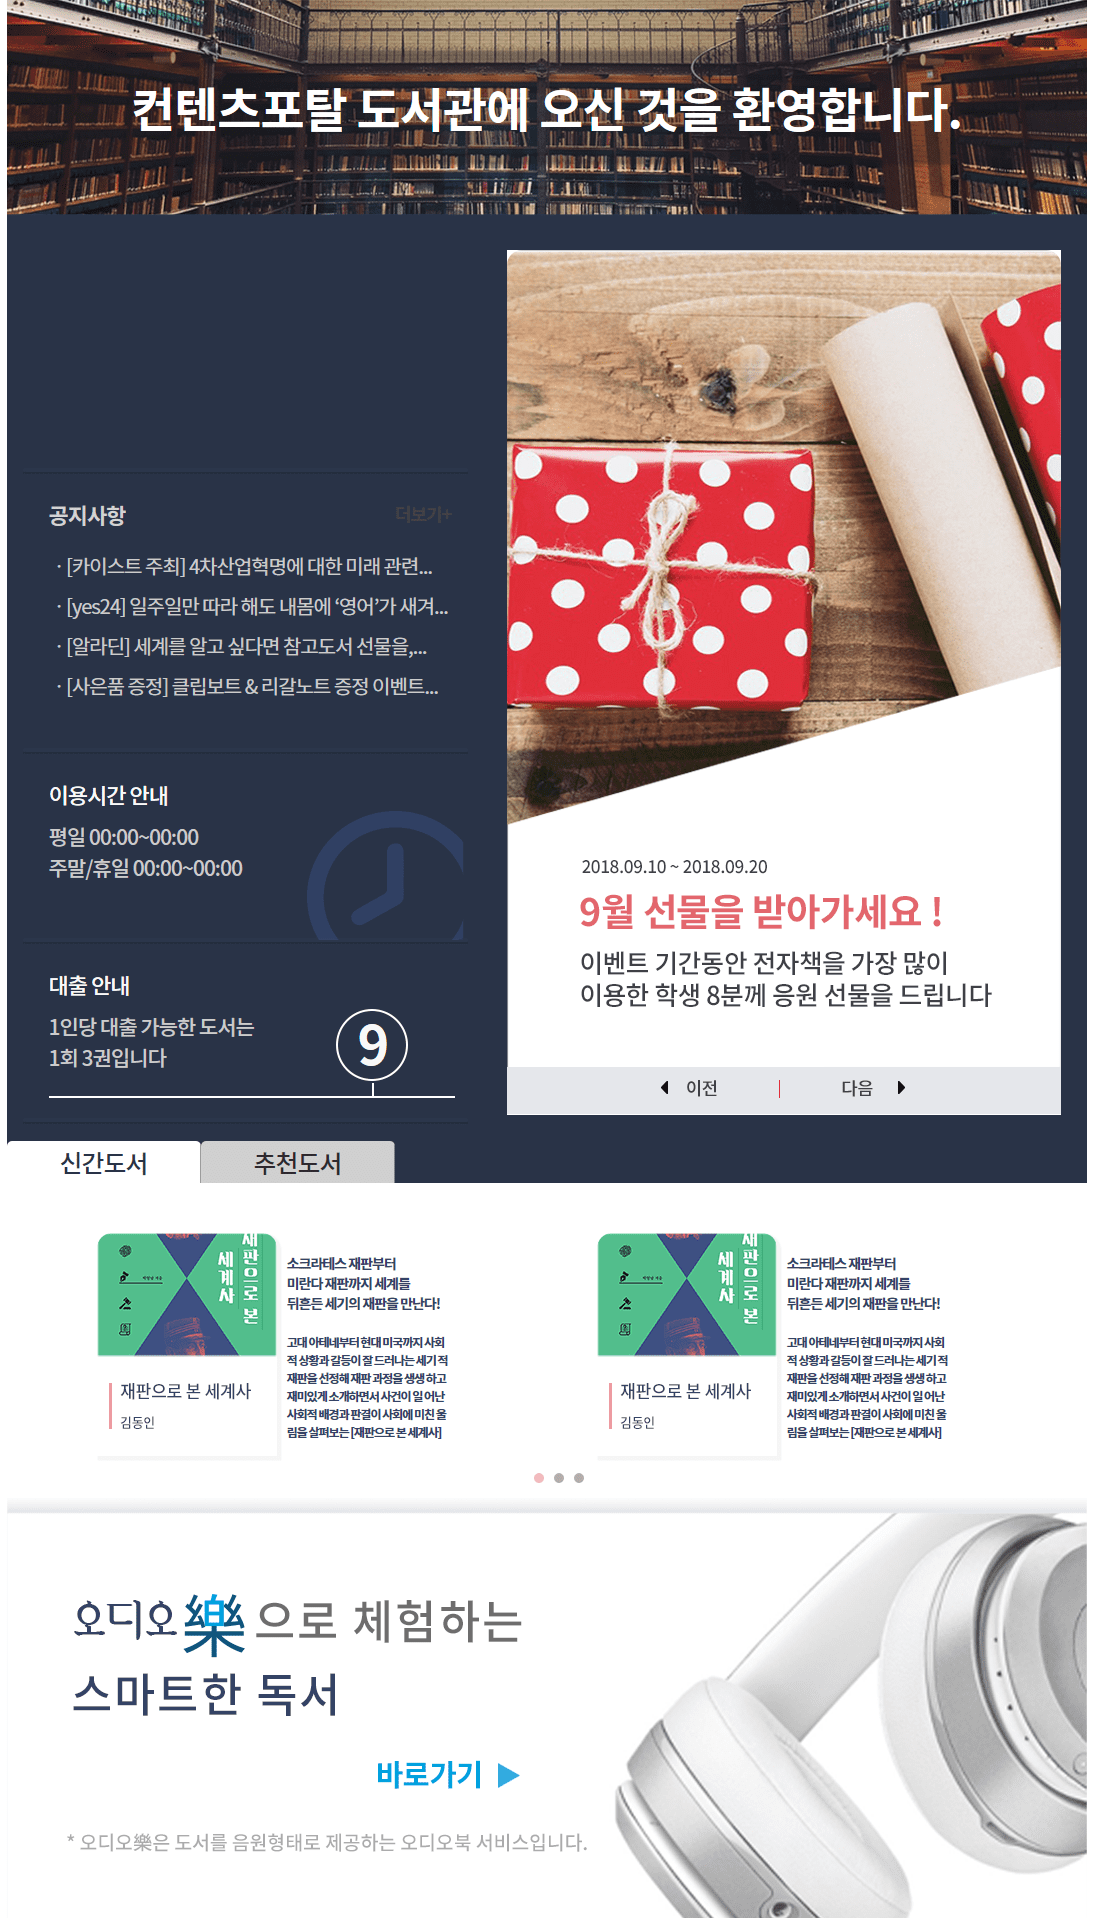 컨텐츠포탈 도서관에 오신 것을 환영합니다.
공지사항
더보기+
· [카이스트 주최] 4차산업혁명에 대한 미래 관련...
· [yes24] 일주일만 따라 해도 내몸에 ‘영어’가 새겨...
· [알라딘] 세계를 알고 싶다면 참고도서 선물을,...
· [사은품 증정] 클립보트 & 리갈노트 증정 이벤트...
이용시간 안내
평일 00:00~00:00
주말/휴일 00:00~00:00
대출 안내
1인당 대출 가능한 도서는
1회 3권입니다
9
2018.09.10 ~ 2018.09.20
9월 선물을 받아가세요 !
이벤트 기간동안 전자책을 가장 많이
이용한 학생 8분께 응원 선물을 드립니다
이전 | 다음
신간도서
추천도서
재판으로 본
세계사
재판으로 본 세계사
김동인
소크라테스 재판부터
미란다 재판까지 세계를
뒤흔든 세기의 재판을 만난다!
고대 아테네부터 현대 미국까지 사회
적 상황과 갈등이 잘 드러나는 세기 적
재판을 선정해 재판 과정을 생생 하고
재미있게 소개하면서 사건이 일 어난
사회적 배경과 판결이 사회에 미친 울
림을 살펴보는 [재판으로 본 세계사]
재판으로 본
세계사
재판으로 본 세계사
김동인
소크라테스 재판부터
미란다 재판까지 세계를
뒤흔든 세기의 재판을 만난다!
고대 아테네부터 현대 미국까지 사회
적 상황과 갈등이 잘 드러나는 세기 적
재판을 선정해 재판 과정을 생생 하고
재미있게 소개하면서 사건이 일 어난
사회적 배경과 판결이 사회에 미친 울
림을 살펴보는 [재판으로 본 세계사]
오디오樂으로 체험하는
스마트한 독서
바로가기 ▶
* 오디오樂은 도서를 음원형태로 제공하는 오디오북 서비스입니다.